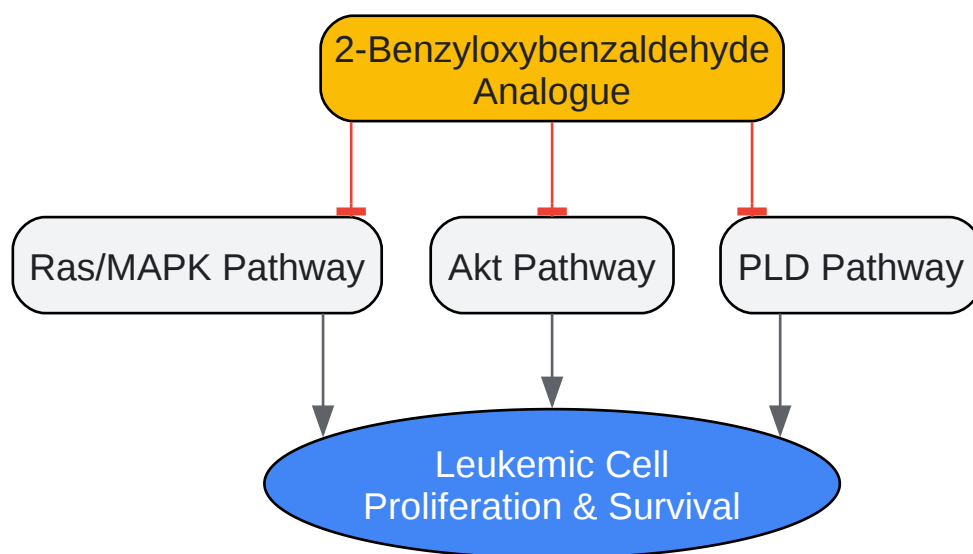 2-Benzyloxybenzaldehyde
Analogue
Ras/MAPK Pathway
Akt Pathway
PLD Pathway
Leukemic Cell
Proliferation & Survival